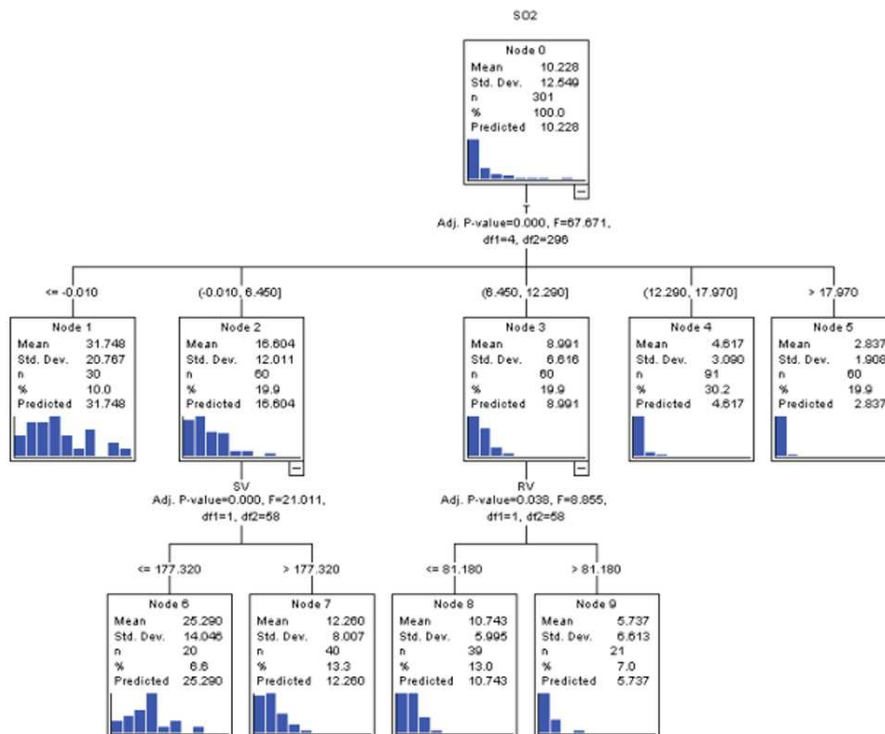 SO2
Node 0
Mean 10.228
Std. Dev. 12.549
n 301
% 100.0
Predicted 10.228
T
Adj. P-value=0.000, F=67.671,
df1=4, df2=296
<= -0.010
(-0.010, 6.450]
(6.450, 12.290]
(12.290, 17.970]
> 17.970
Node 1
Mean 31.748
Std. Dev. 20.767
n 30
% 10.0
Predicted 31.748
Node 2
Mean 16.604
Std. Dev. 12.011
n 60
% 19.9
Predicted 16.604
Node 3
Mean 8.991
Std. Dev. 6.616
n 60
% 19.9
Predicted 8.991
Node 4
Mean 4.617
Std. Dev. 3.090
n 91
% 30.2
Predicted 4.617
Node 5
Mean 2.837
Std. Dev. 1.908
n 60
% 19.9
Predicted 2.837
SV
Adj. P-value=0.000, F=21.011,
df1=1, df2=58
RV
Adj. P-value=0.038, F=8.855,
df1=1, df2=58
<= 177.320
> 177.320
<= 81.180
> 81.180
Node 6
Mean 25.290
Std. Dev. 14.046
n 20
% 6.6
Predicted 25.290
Node 7
Mean 12.260
Std. Dev. 8.007
n 40
% 13.3
Predicted 12.260
Node 8
Mean 10.743
Std. Dev. 5.995
n 39
% 13.0
Predicted 10.743
Node 9
Mean 5.737
Std. Dev. 6.613
n 21
% 7.0
Predicted 5.737